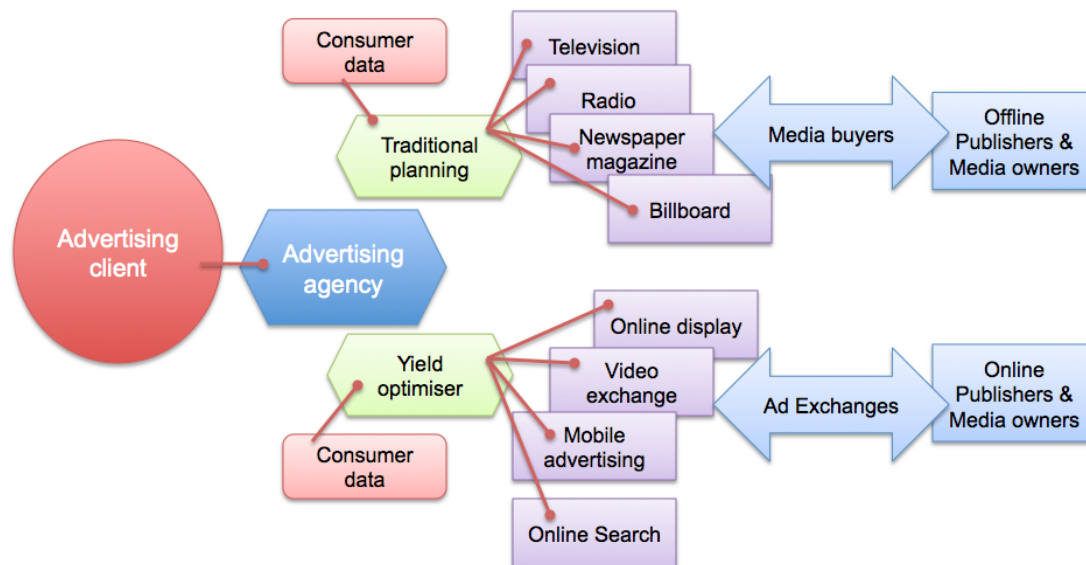 Consumer
data
Television
Radio
Newspaper
magazine
Billboard
Traditional
planning
Media buyers
Offline
Publishers &
Media owners
Advertising
client
Advertising
agency
Yield
optimiser
Consumer
data
Online display
Video
exchange
Mobile
advertising
Online Search
Ad Exchanges
Online
Publishers &
Media owners